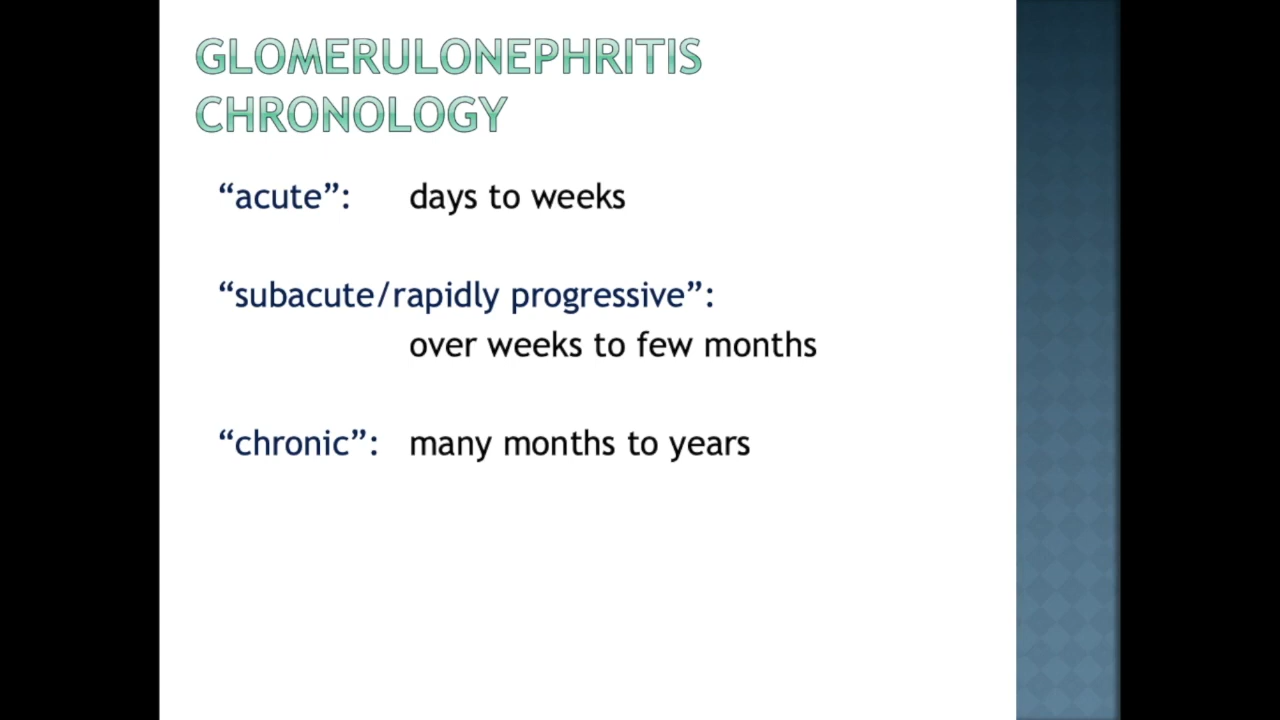 GLOMERULONEPHRITIS
CHRONOLOGY
“acute”: days to weeks
“subacute/rapidly progressive”:
over weeks to few months
“chronic”: many months to years